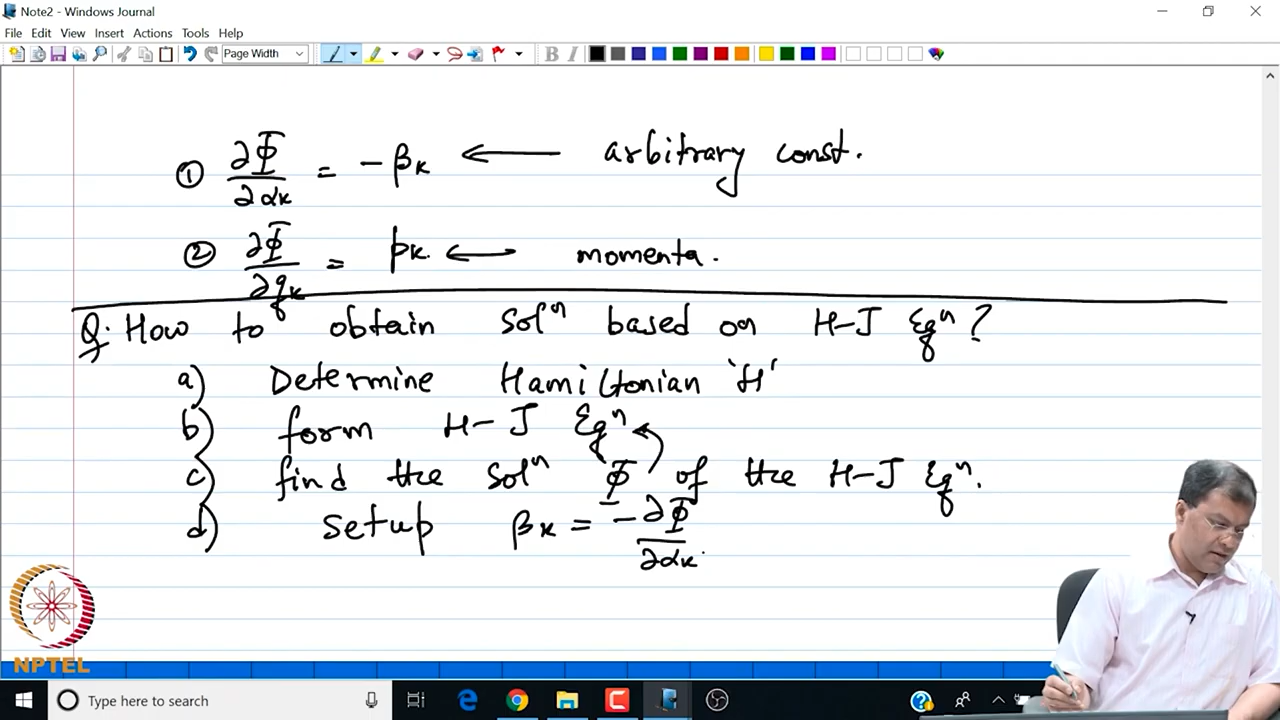 Note2 - Windows Journal
File Edit View Insert Actions Tools Help
Page Width
B I
① ∂Φ/∂αₖ = -βₖ ← arbitrary const.
② ∂Φ/∂qₖ = pₖ. ↔ momenta.
Q. How to obtain Solⁿ based on H-J Eqⁿ?
a) Determine Hamiltonian 'H'
b) form H-J Eqⁿ
c) find the Solⁿ Φ of the H-J Eqⁿ.
d) setup βₖ = -∂Φ/∂αₖ
NPTEL
Type here to search